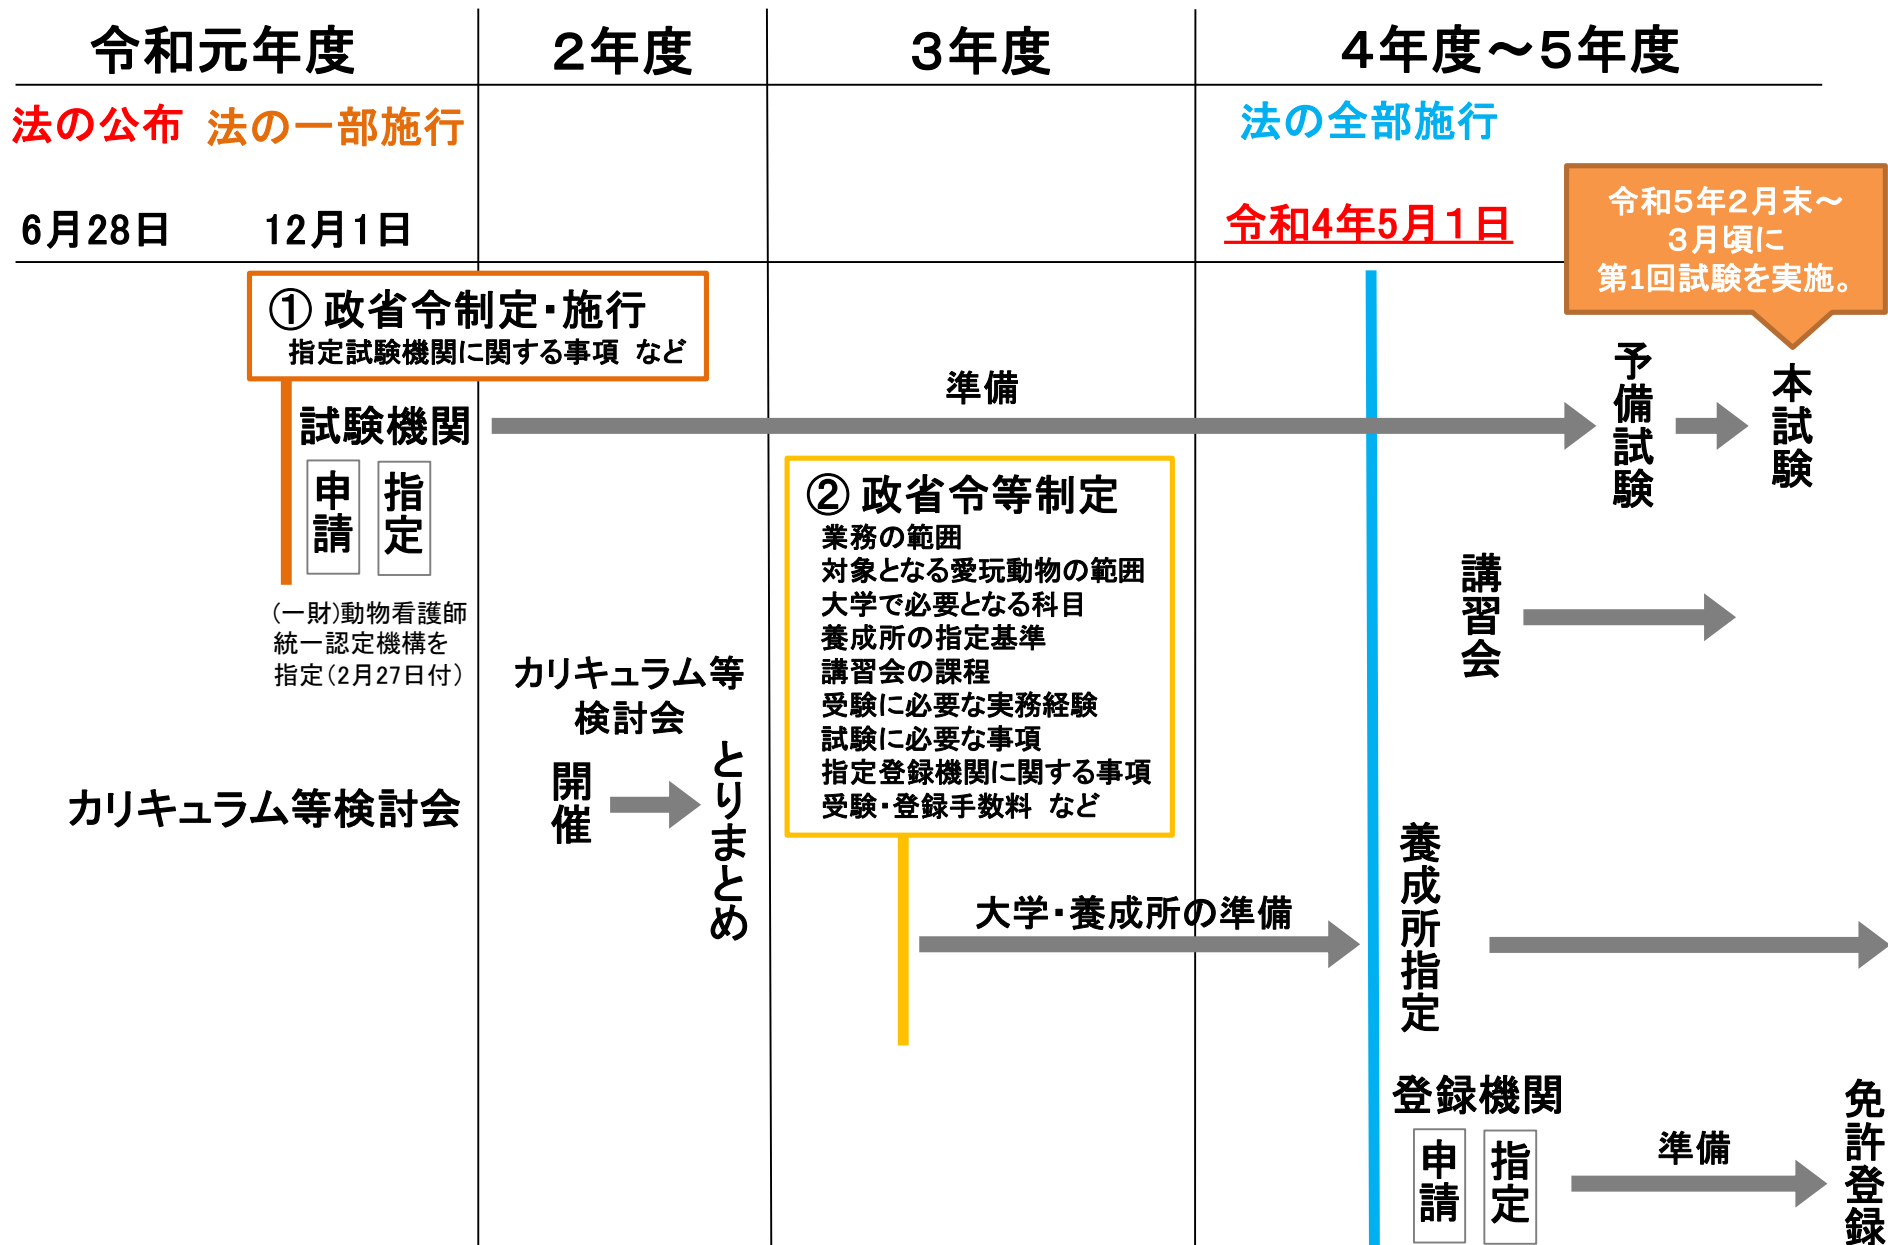 令和元年度
2年度
3年度
4年度～5年度
法の公布
法の一部施行
法の全部施行
6月28日
12月1日
令和4年5月1日
令和5年2月末～
3月頃に
第1回試験を実施。
① 政省令制定・施行
指定試験機関に関する事項 など
試験機関
申請
指定
(一財)動物看護師
統一認定機構を
指定(2月27日付)
準備
予備試験
本試験
② 政省令等制定
業務の範囲
対象となる愛玩動物の範囲
大学で必要となる科目
養成所の指定基準
講習会の課程
受験に必要な実務経験
試験に必要な事項
指定登録機関に関する事項
受験・登録手数料 など
講習会
カリキュラム等検討会
カリキュラム等
検討会
開催
とりまとめ
大学・養成所の準備
養成所指定
登録機関
申請
指定
準備
免許登録